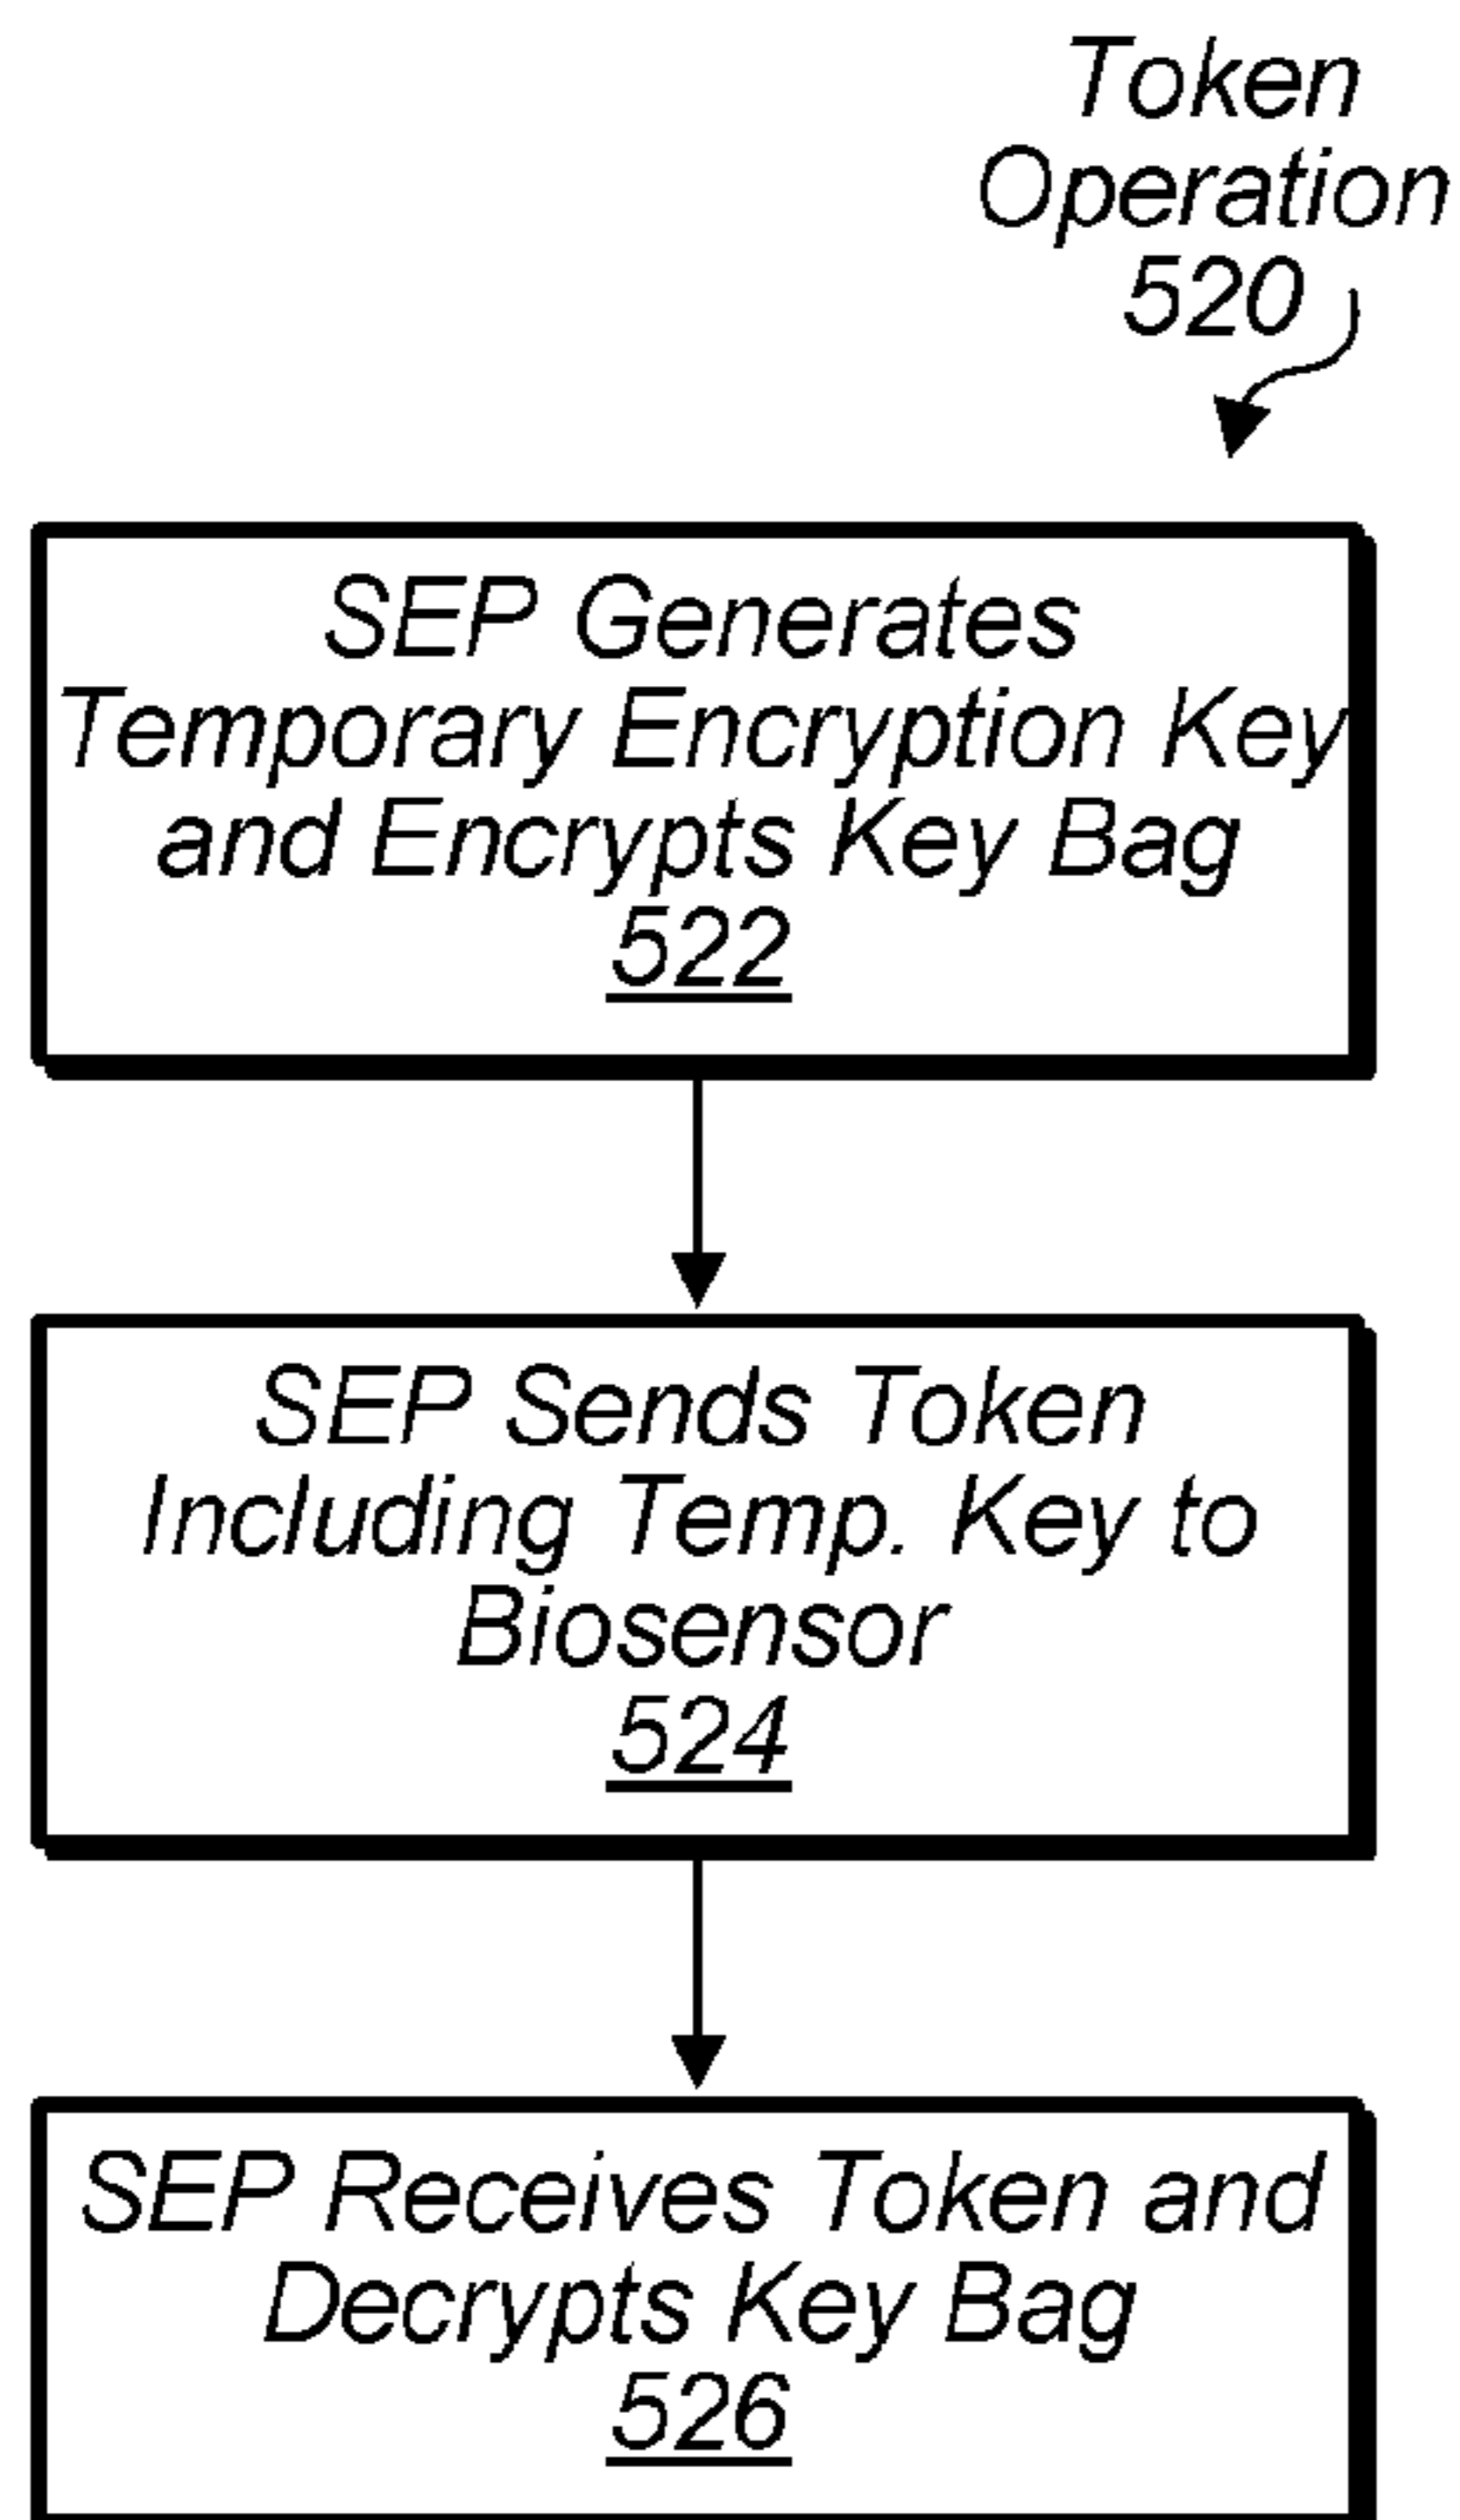 Token
Operation
520
SEP Generates
Temporary Encryption Key
and Encrypts Key Bag
522
SEP Sends Token
Including Temp. Key to
Biosensor
524
SEP Receives Token and
Decrypts Key Bag
526